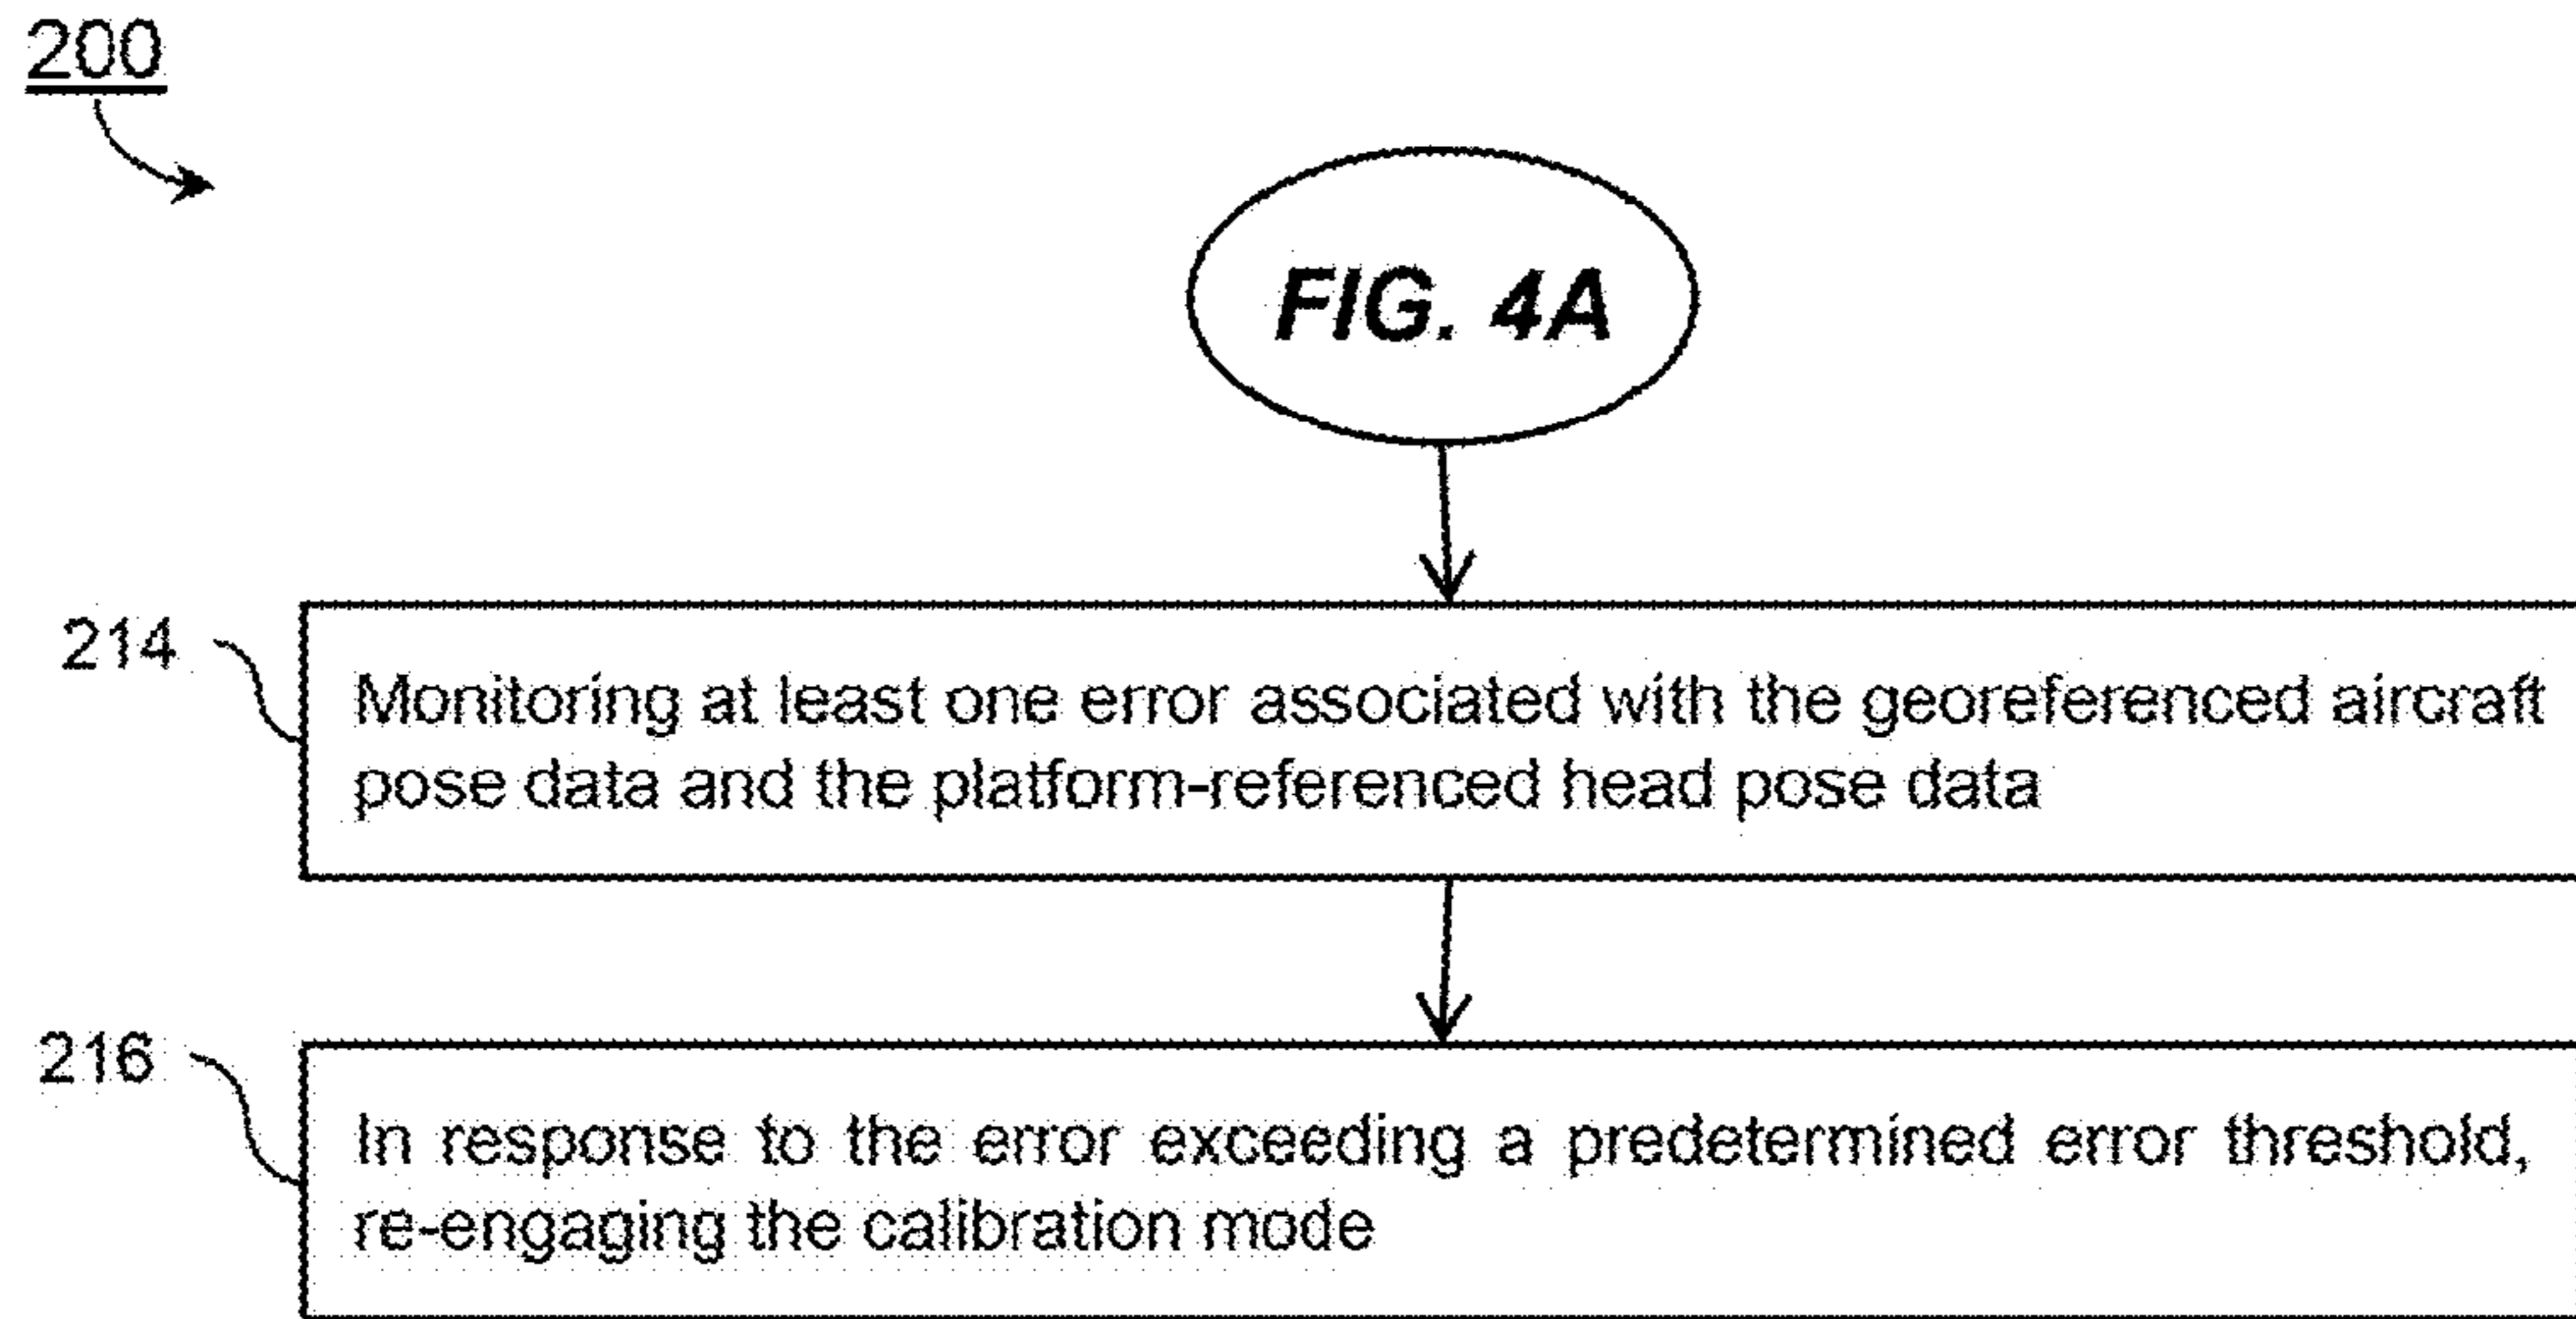 200
FIG. 4A
214
Monitoring at least one error associated with the georeferenced aircraft
pose data and the platform-referenced head pose data
216
In response to the error exceeding a predetermined error threshold,
re-engaging the calibration mode